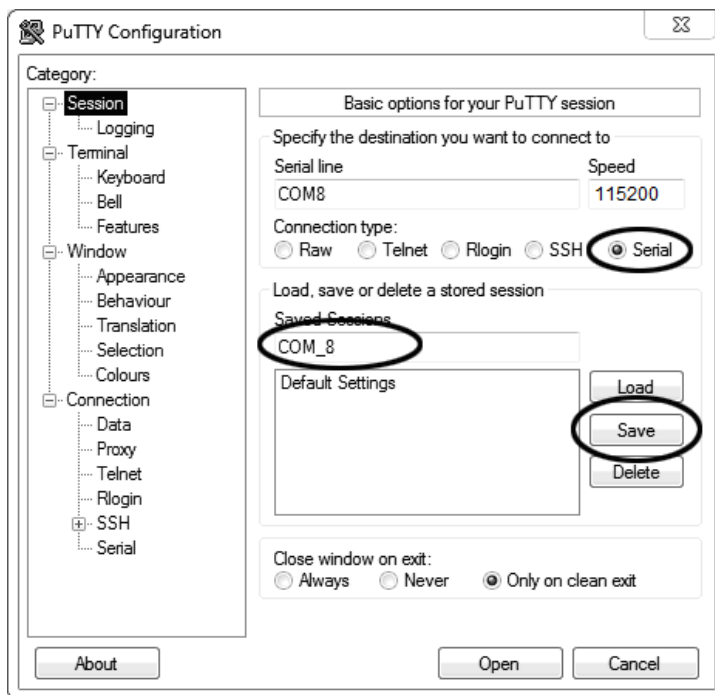 PuTTY Configuration
Category:
Session
Logging
Terminal
Keyboard
Bell
Features
Window
Appearance
Behaviour
Translation
Selection
Colours
Connection
Data
Proxy
Telnet
Rlogin
SSH
Serial
Basic options for your PuTTY session
Specify the destination you want to connect to
Serial line Speed
COM8 115200
Connection type:
Raw Telnet Rlogin SSH Serial
Load, save or delete a stored session
Saved Sessions
COM_8
Default Settings
Load
Save
Delete
Close window on exit:
Always Never Only on clean exit
About Open Cancel